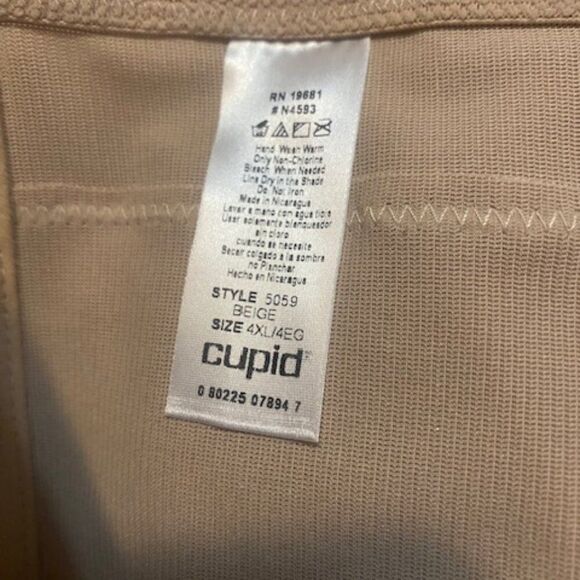 RN 19681
# N4593
Hand Wash Warm
Only Non-Chlorine
Bleach When Needed
Line Dry in the Shade
Do Not Iron
Made in Nicaragua
Lavar a mano con agua tibia
Usar solamente blanqueador
sin cloro
cuando se necesite
Secar colgado a la sombra
no Planchar
Hecho en Nicaragua
STYLE 5059
BEIGE
SIZE 4XL/4EG
cupid
0 80225 07894 7